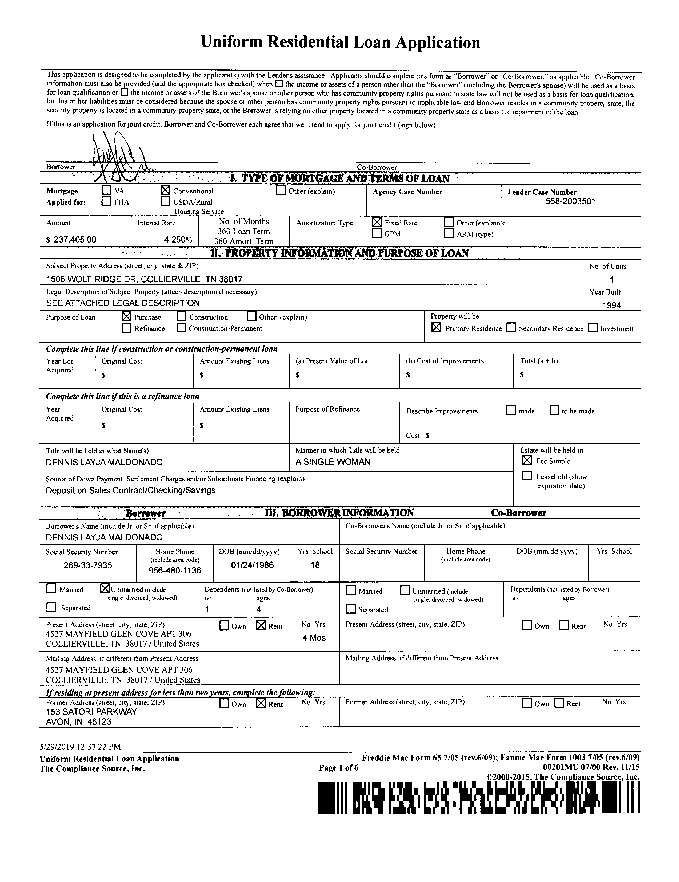 Uniform Residential Loan Application
This application is designed to be completed by the applicant(s) with the Lender's assistance. Applicants should complete this form as "Borrower" or "Co-Borrower," as applicable. Co-Borrower
information must also be provided (and the appropriate box checked) when the income or assets of a person other than the "Borrower" (including the Borrower's spouse) will be used as a basis
for loan qualification or the income or assets of the Borrower's spouse or other person who has community property rights pursuant to state law will not be used as a basis for loan qualification,
but his or her liabilities must be considered because the spouse or other person has community property rights pursuant to applicable law and Borrower resides in a community property state, the
security property is located in a community property state, or the Borrower is relying on other property located in a community property state as a basis for repayment of the loan.
If this is an application for joint credit, Borrower and Co-Borrower each agree that we intend to apply for joint credit (sign below):
Borrower Co-Borrower
I. TYPE OF MORTGAGE AND TERMS OF LOAN
Mortgage VA Conventional Other (explain) Agency Case Number Lender Case Number
Applied for: FHA USDA/Rural
Housing Service
Amount Interest Rate No. of Months Amortization Type Fixed Rate Other (explain):
$ 237,405.00 4.250% 360 Loan Term GPM ARM (type):
360 Amort Term
II. PROPERTY INFORMATION AND PURPOSE OF LOAN
Subject Property Address (street, city, state & ZIP) No. of Units
1506 WOLF RIDGE DR, COLLIERVILLE, TN 38017 1
Legal Description of Subject Property (attach description if necessary) Year Built
SEE ATTACHED LEGAL DESCRIPTION 1994
Purpose of Loan Purchase Construction Other (explain) Property will be
Refinance Construction-Permanent Primary Residence Secondary Residence Investment
Complete this line if construction or construction-permanent loan
Year Lot Original Cost Amount Existing Liens (a) Present Value of Lot (b) Cost of Improvements Total (a + b)
Acquired
$ $ $ $ $
Complete this line if this is a refinance loan
Year Original Cost Amount Existing Liens Purpose of Refinance Describe Improvements made to be made
Acquired
$ $ Cost $
Title will be held in what Name(s) Manner in which Title will be held Estate will be held in
DENNIS LAYJA MALDONADO A SINGLE WOMAN Fee Simple
Source of Down Payment, Settlement Charges and/or Subordinate Financing (explain) Leasehold (show
Deposit on Sales Contract/Checking/Savings expiration date)
Borrower III. BORROWER INFORMATION Co-Borrower
Borrower's Name (include Jr. or Sr. if applicable) Co-Borrower's Name (include Jr. or Sr. if applicable)
DENNIS LAYJA MALDONADO
Social Security Number Home Phone DOB (mm/dd/yyyy) Yrs. School Social Security Number Home Phone DOB (mm/dd/yyyy) Yrs. School
(include area code) (include area code)
269-33-7935 956-480-1136 01/24/1986 18
Married Unmarried (include Dependents (not listed by Co-Borrower) Married Unmarried (include Dependents (not listed by Borrower)
single, divorced, widowed) no. ages single, divorced, widowed) no. ages
Separated 1 4 Separated
Present Address (street, city, state, ZIP) Own Rent No. Yrs. Present Address (street, city, state, ZIP) Own Rent No. Yrs.
4527 MAYFIELD GLEN COVE APT 306 4 Mos
COLLIERVILLE, TN 38017 / United States
Mailing Address, if different from Present Address Mailing Address, if different from Present Address
4527 MAYFIELD GLEN COVE APT 306
COLLIERVILLE, TN 38017 / United States
If residing at present address for less than two years, complete the following:
Former Address (street, city, state, ZIP) Own Rent No. Yrs. Former Address (street, city, state, ZIP) Own Rent No. Yrs.
153 SATORI PARKWAY
AVON, IN 46123
Uniform Residential Loan Application Freddie Mac Form 65 7/05 (rev.6/09); Fannie Mae Form 1003 7/05 (rev.6/09)
The Compliance Source, Inc. Page 1 of 6 00201MU 07/00 Rev. 11/15
©2000-2015, The Compliance Source, Inc.